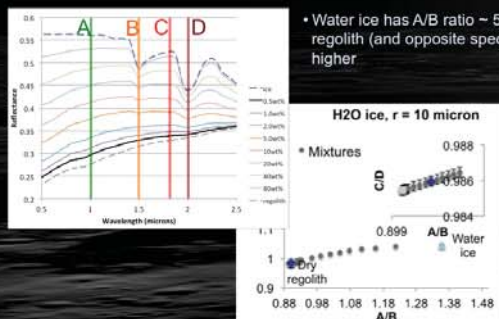 • Water ice has A/B ratio ~ 5
regolith (and opposite spec
higher
A
B
C
D
0.6
0.55
0.5
0.45
0.4
0.35
0.3
0.25
0.2
Reflectance
0.5
1
1.5
2
2.5
Wavelength (microns)
ice
0.5wt%
1.0wt%
2.0wt%
5.0wt%
10wt%
20wt%
40wt%
80wt%
regolith
H2O ice, r = 10 micron
Mixtures
C/D
0.988
0.986
0.984
0.899
A/B
Water
ice
1.1
1
0.9
Dry
regolith
0.88 0.98 1.08 1.18 1.28 1.38 1.48
A/B